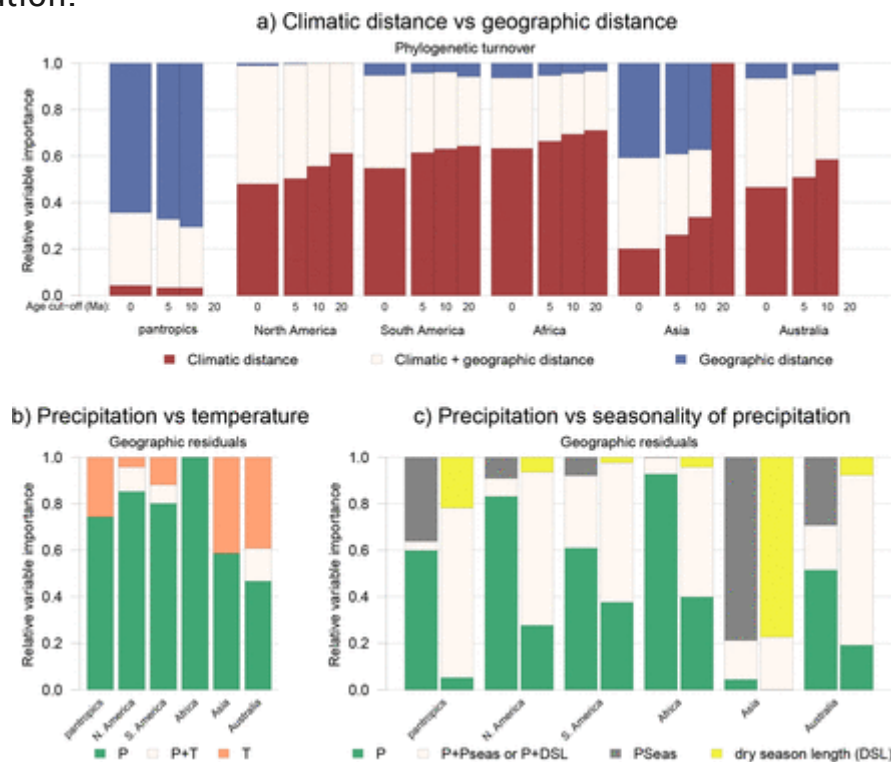 ition.
a) Climatic distance vs geographic distance
Phylogenetic turnover
Relative variable importance
1.0
0.8
0.6
0.4
0.2
0.0
Age cut-off (Ma): 0 5 10 20 0 5 10 20 0 5 10 20 0 5 10 20 0 5 10 20 0 5 10 20
pantropics North America South America Africa Asia Australia
Climatic distance Climatic + geographic distance Geographic distance
b) Precipitation vs temperature
Geographic residuals
Relative variable importance
1.0
0.8
0.6
0.4
0.2
0.0
pantropics N. America S. America Africa Asia Australia
P P+T T
c) Precipitation vs seasonality of precipitation
Geographic residuals
Relative variable importance
1.0
0.8
0.6
0.4
0.2
0.0
pantropics N. America S. America Africa Asia Australia
P P+Pseas or P+DSL PSeas dry season length (DSL)